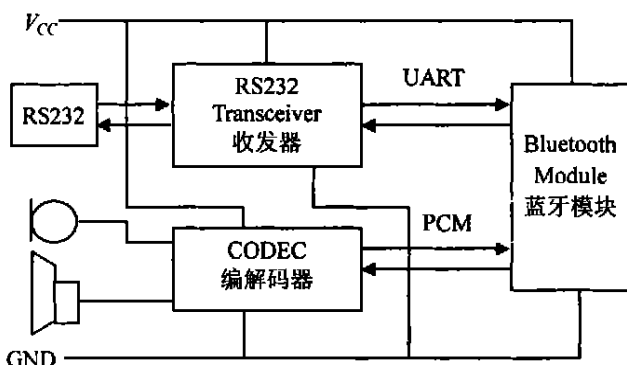 VCC
RS232
RS232
Transceiver
收发器
UART
Bluetooth
Module
蓝牙模块
CODEC
编解码器
PCM
GND